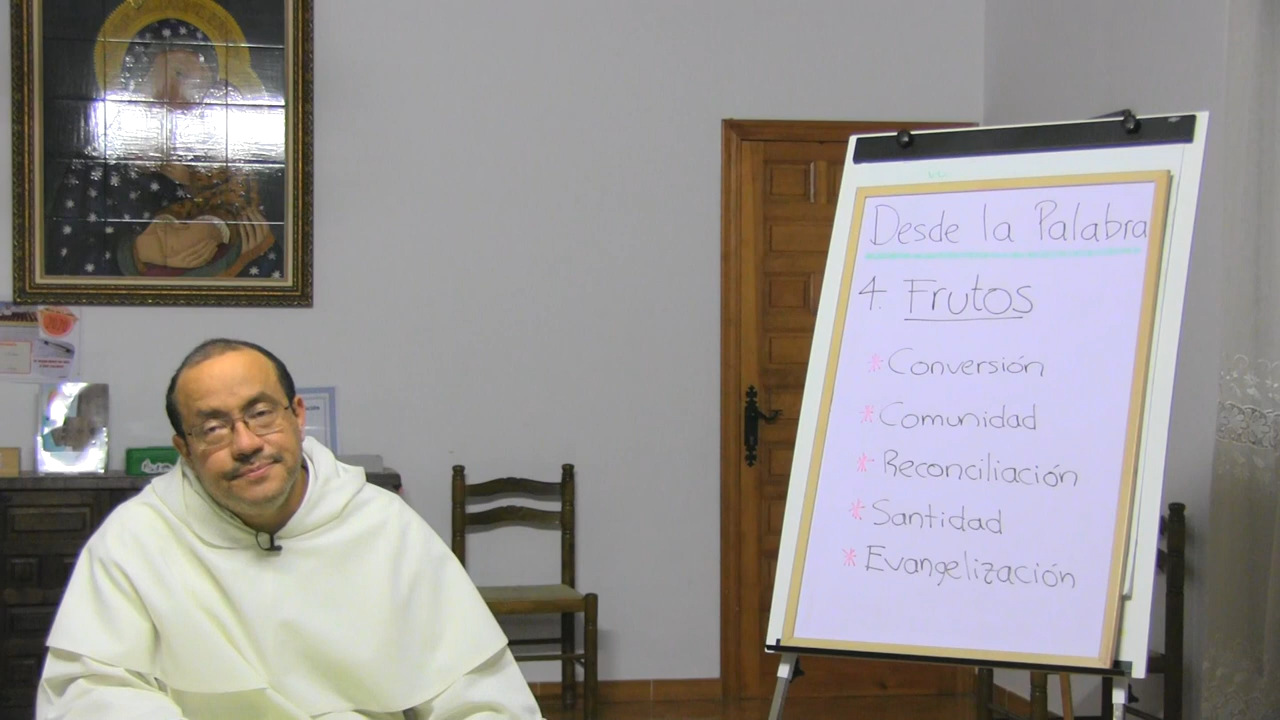 Desde la Palabra
4. Frutos
* Conversión
* Comunidad
* Reconciliación
* Santidad
* Evangelización